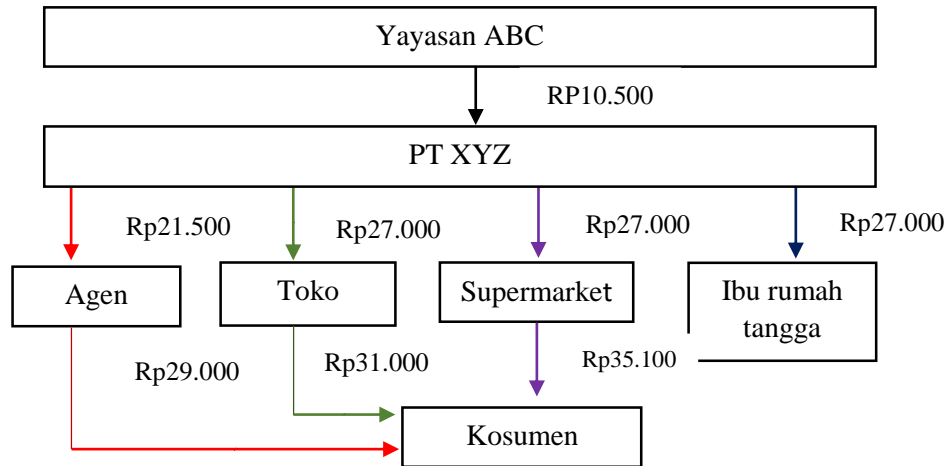 Yayasan ABC
RP10.500
PT XYZ
Rp21.500
Rp27.000
Rp27.000
Rp27.000
Agen
Toko
Supermarket
Ibu rumah
tangga
Rp29.000
Rp31.000
Rp35.100
Kosumen